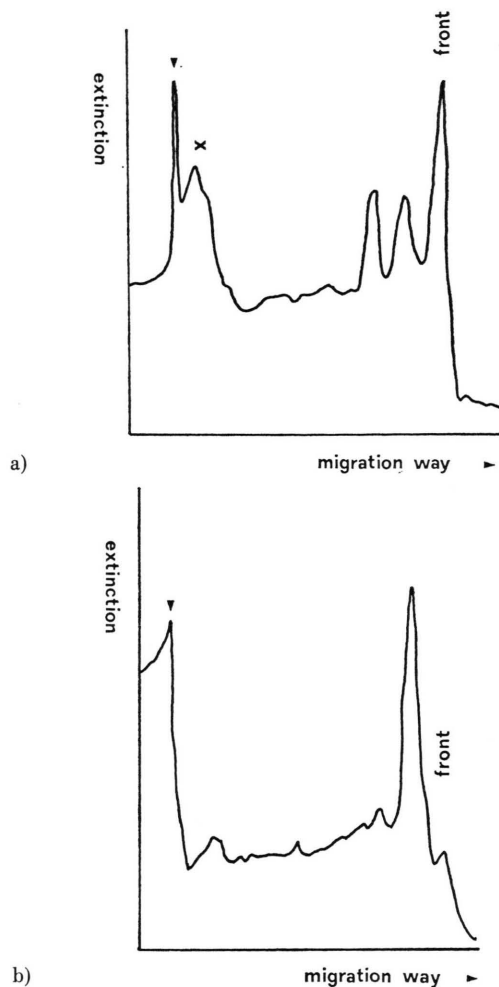 extinction
front
x
a)
migration way
extinction
front
b)
migration way